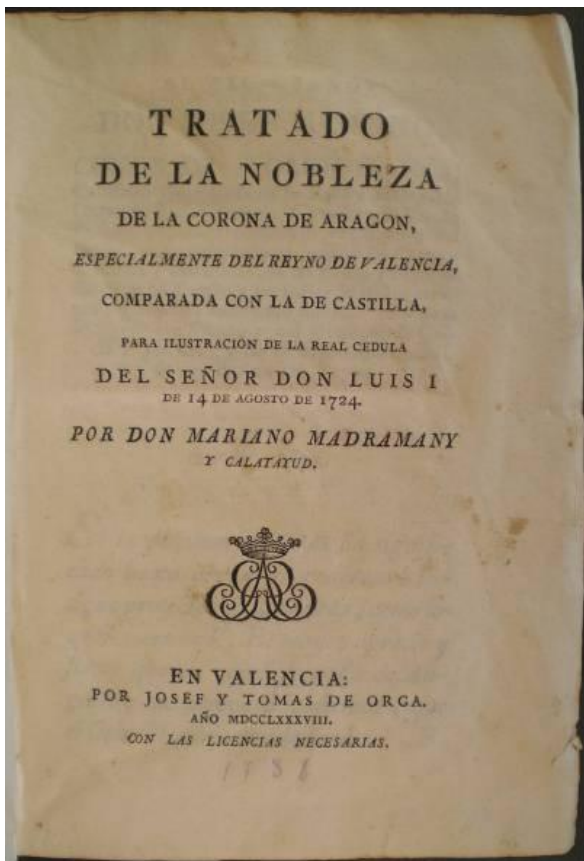 TRATADO
DE LA NOBLEZA
DE LA CORONA DE ARAGON,
ESPECIALMENTE DEL REYNO DE VALENCIA,
COMPARADA CON LA DE CASTILLA,
PARA ILUSTRACION DE LA REAL CEDULA
DEL SEÑOR DON LUIS I
DE 14 DE AGOSTO DE 1724.
POR DON MARIANO MADRAMANY
Y CALATAYUD.
EN VALENCIA:
POR JOSEF Y TOMAS DE ORGA.
AÑO MDCCLXXXVIII.
CON LAS LICENCIAS NECESARIAS.